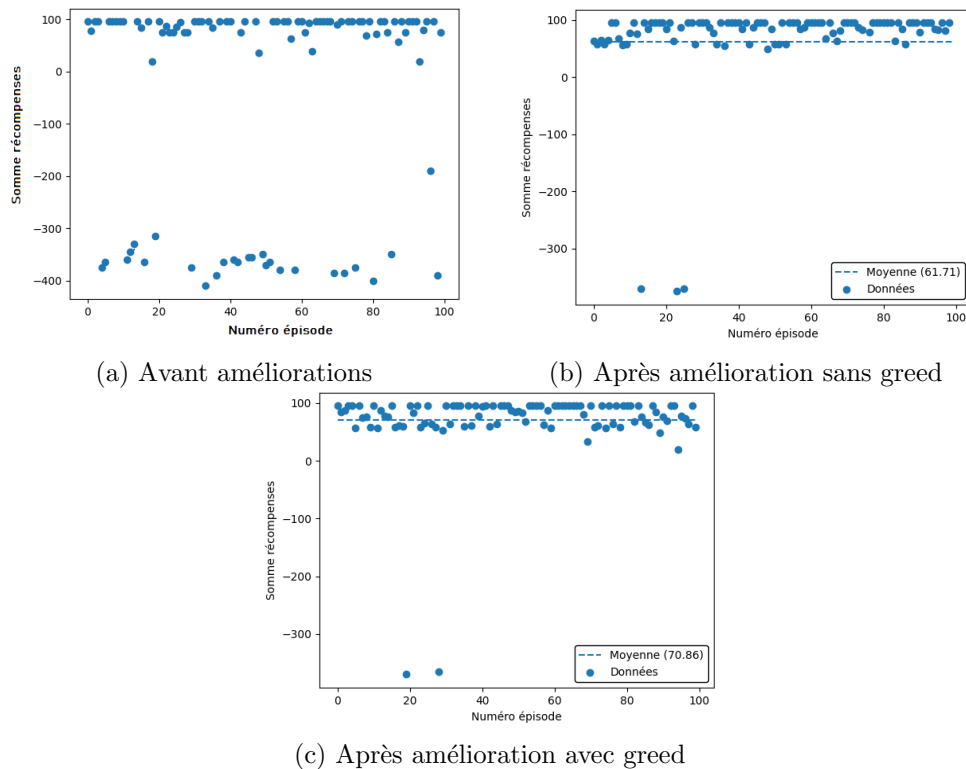 100
0
−100
−200
−300
−400
Somme récompenses
0 20 40 60 80 100
Numéro épisode
(a) Avant améliorations
100
0
−100
−200
−300
Somme récompenses
Moyenne (61.71)
Données
0 20 40 60 80 100
Numéro épisode
(b) Après amélioration sans greed
100
0
−100
−200
−300
Somme récompenses
Moyenne (70.86)
Données
0 20 40 60 80 100
Numéro épisode
(c) Après amélioration avec greed